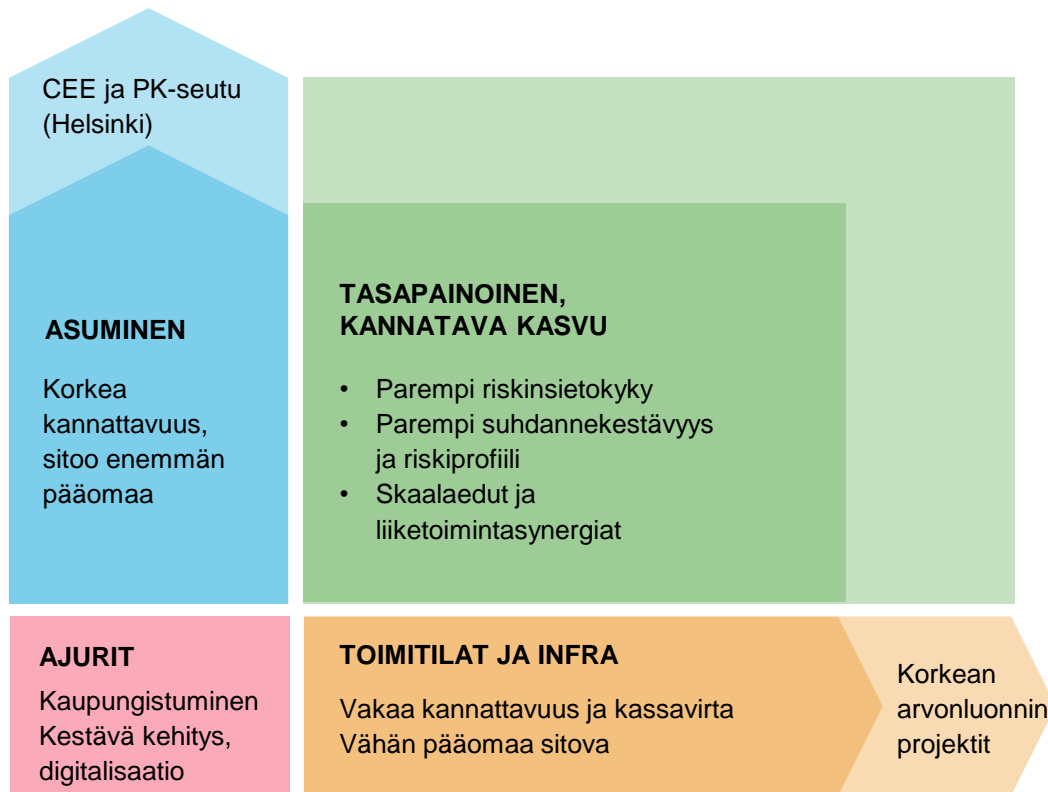 CEE ja PK-seutu
(Helsinki)
ASUMINEN
Korkea
kannattavuus,
sitoo enemmän
pääomaa
TASAPAINOINEN,
KANNATAVA KASVU
• Parempi riskinsietokyky
• Parempi suhdannekestävyys
ja riskiprofiili
• Skaalaedut ja
liiketoimintasynergiat
AJURIT
Kaupungistuminen
Kestävä kehitys,
digitalisaatio
TOIMITILAT JA INFRA
Vakaa kannattavuus ja kassavirta
Vähän pääomaa sitova
Korkean
arvonluonnin
projektit